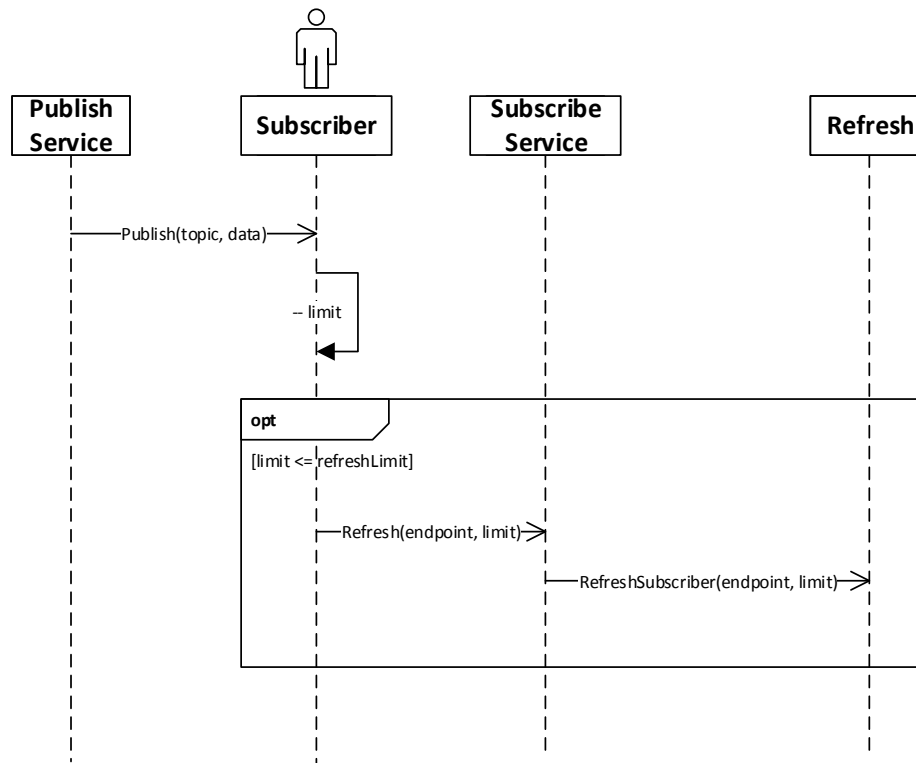 Publish
Service
Subscriber
Subscribe
Service
Refresh
Publish(topic, data)
-- limit
opt
[limit <= refreshLimit]
Refresh(endpoint, limit)
RefreshSubscriber(endpoint, limit)